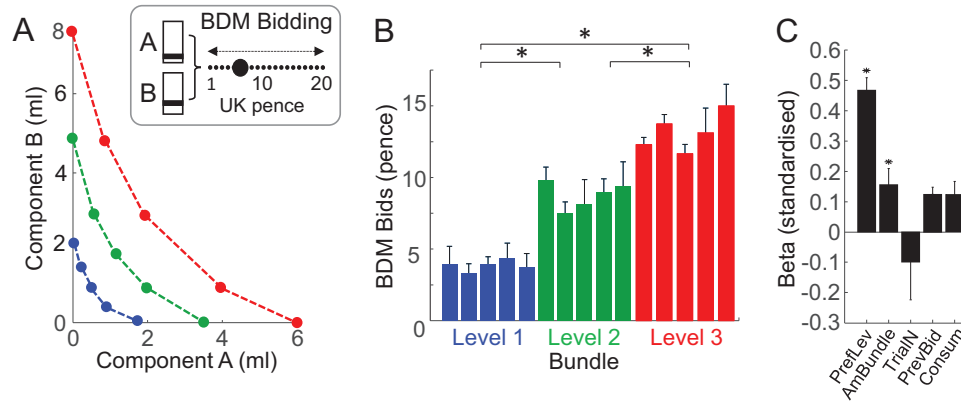 A
8
6
4
2
0
0
2
4
6
Component B (ml)
Component A (ml)
A
B
BDM Bidding
1 10 20
UK pence
B
BDM Bids (pence)
15
10
5
0
*
* *
Level 1 Level 2 Level 3
Bundle
C
Beta (standardised)
0.6
0.5
0.4
0.3
0.2
0.1
0
-0.1
-0.2
-0.3
*
*
PrefLev
AmBundle
TrialN
PrevBid
Consum